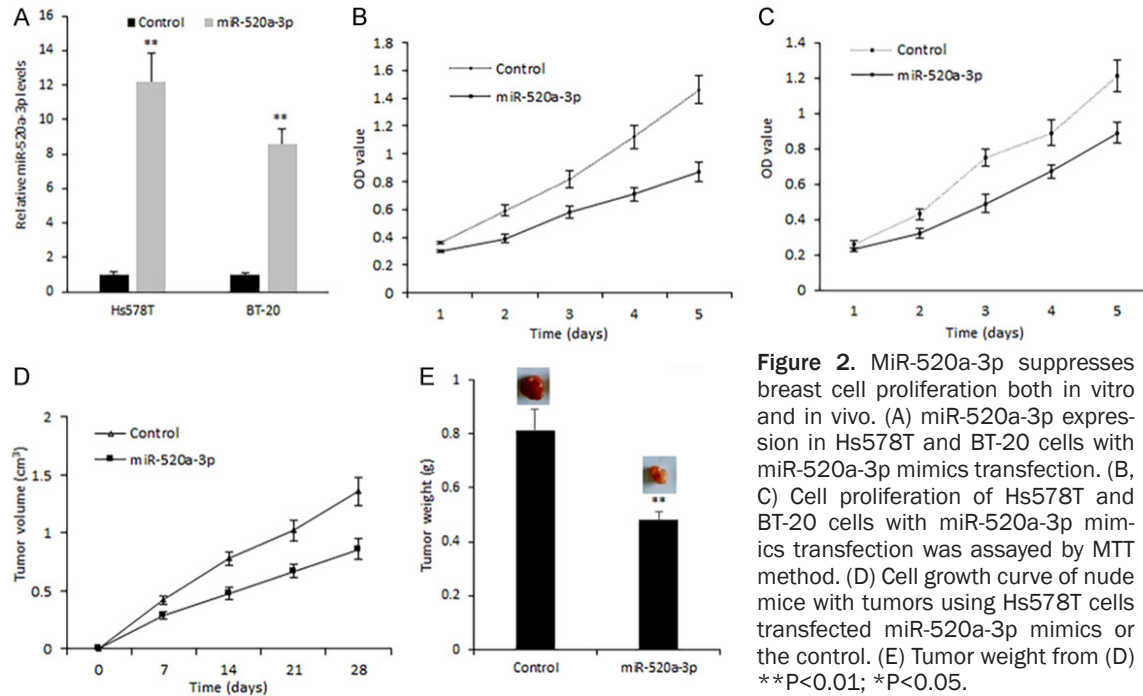 A
Control
miR-520a-3p
Relative miR-520a-3p levels
16
14
12
10
8
6
4
2
0
**
**
Hs578T
BT-20
B
OD value
1.8
1.6
1.4
1.2
1
0.8
0.6
0.4
0.2
0
Control
miR-520a-3p
1 2 3 4 5
Time (days)
C
OD value
1.4
1.2
1
0.8
0.6
0.4
0.2
0
Control
miR-520a-3p
1 2 3 4 5
Time (days)
D
Tumor volume (cm³)
2
1.5
1
0.5
0
Control
miR-520a-3p
0 7 14 21 28
Time (days)
E
Tumor weight (g)
1
0.8
0.6
0.4
0.2
0
**
Control
miR-520a-3p
Figure 2. MiR-520a-3p suppresses
breast cell proliferation both in vitro
and in vivo. (A) miR-520a-3p expres-
sion in Hs578T and BT-20 cells with
miR-520a-3p mimics transfection. (B,
C) Cell proliferation of Hs578T and
BT-20 cells with miR-520a-3p mim-
ics transfection was assayed by MTT
method. (D) Cell growth curve of nude
mice with tumors using Hs578T cells
transfected miR-520a-3p mimics or
the control. (E) Tumor weight from (D)
**P<0.01; *P<0.05.